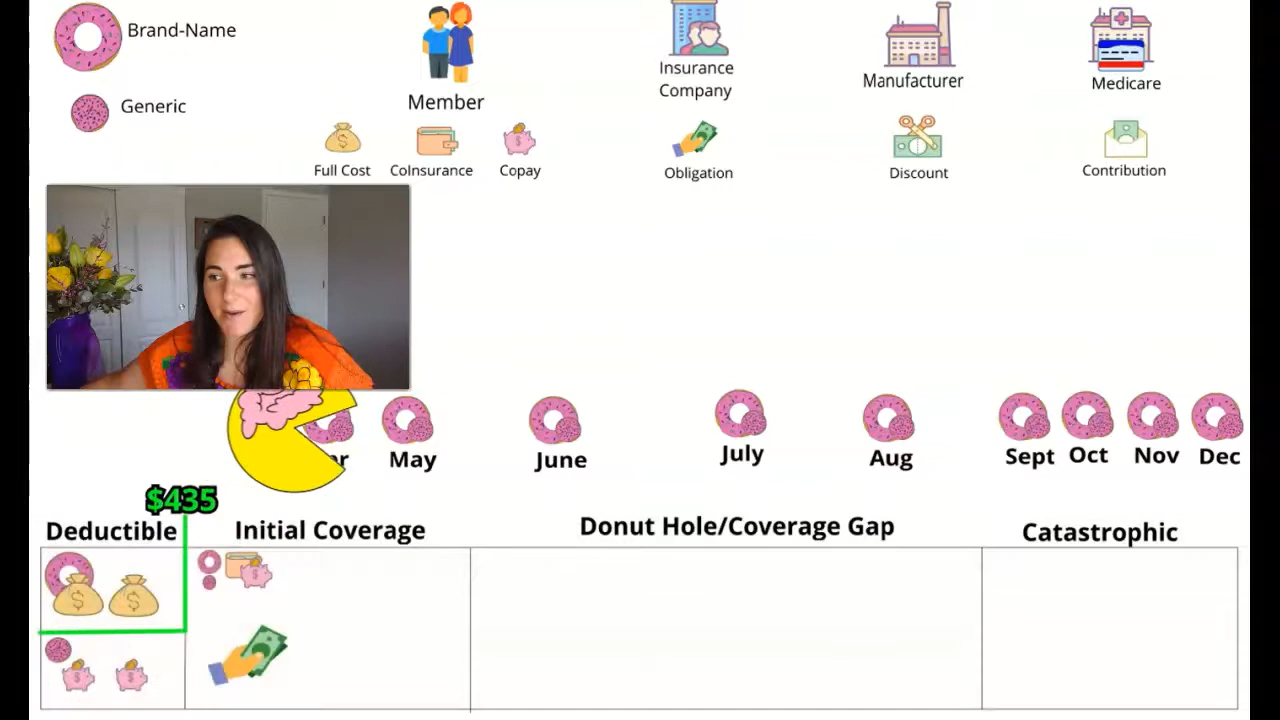 Brand-Name
Generic
Member
Full Cost
CoInsurance
Copay
Insurance
Company
Obligation
Manufacturer
Discount
Medicare
Contribution
May
June
July
Aug
Sept
Oct
Nov
Dec
$435
Deductible
Initial Coverage
Donut Hole/Coverage Gap
Catastrophic